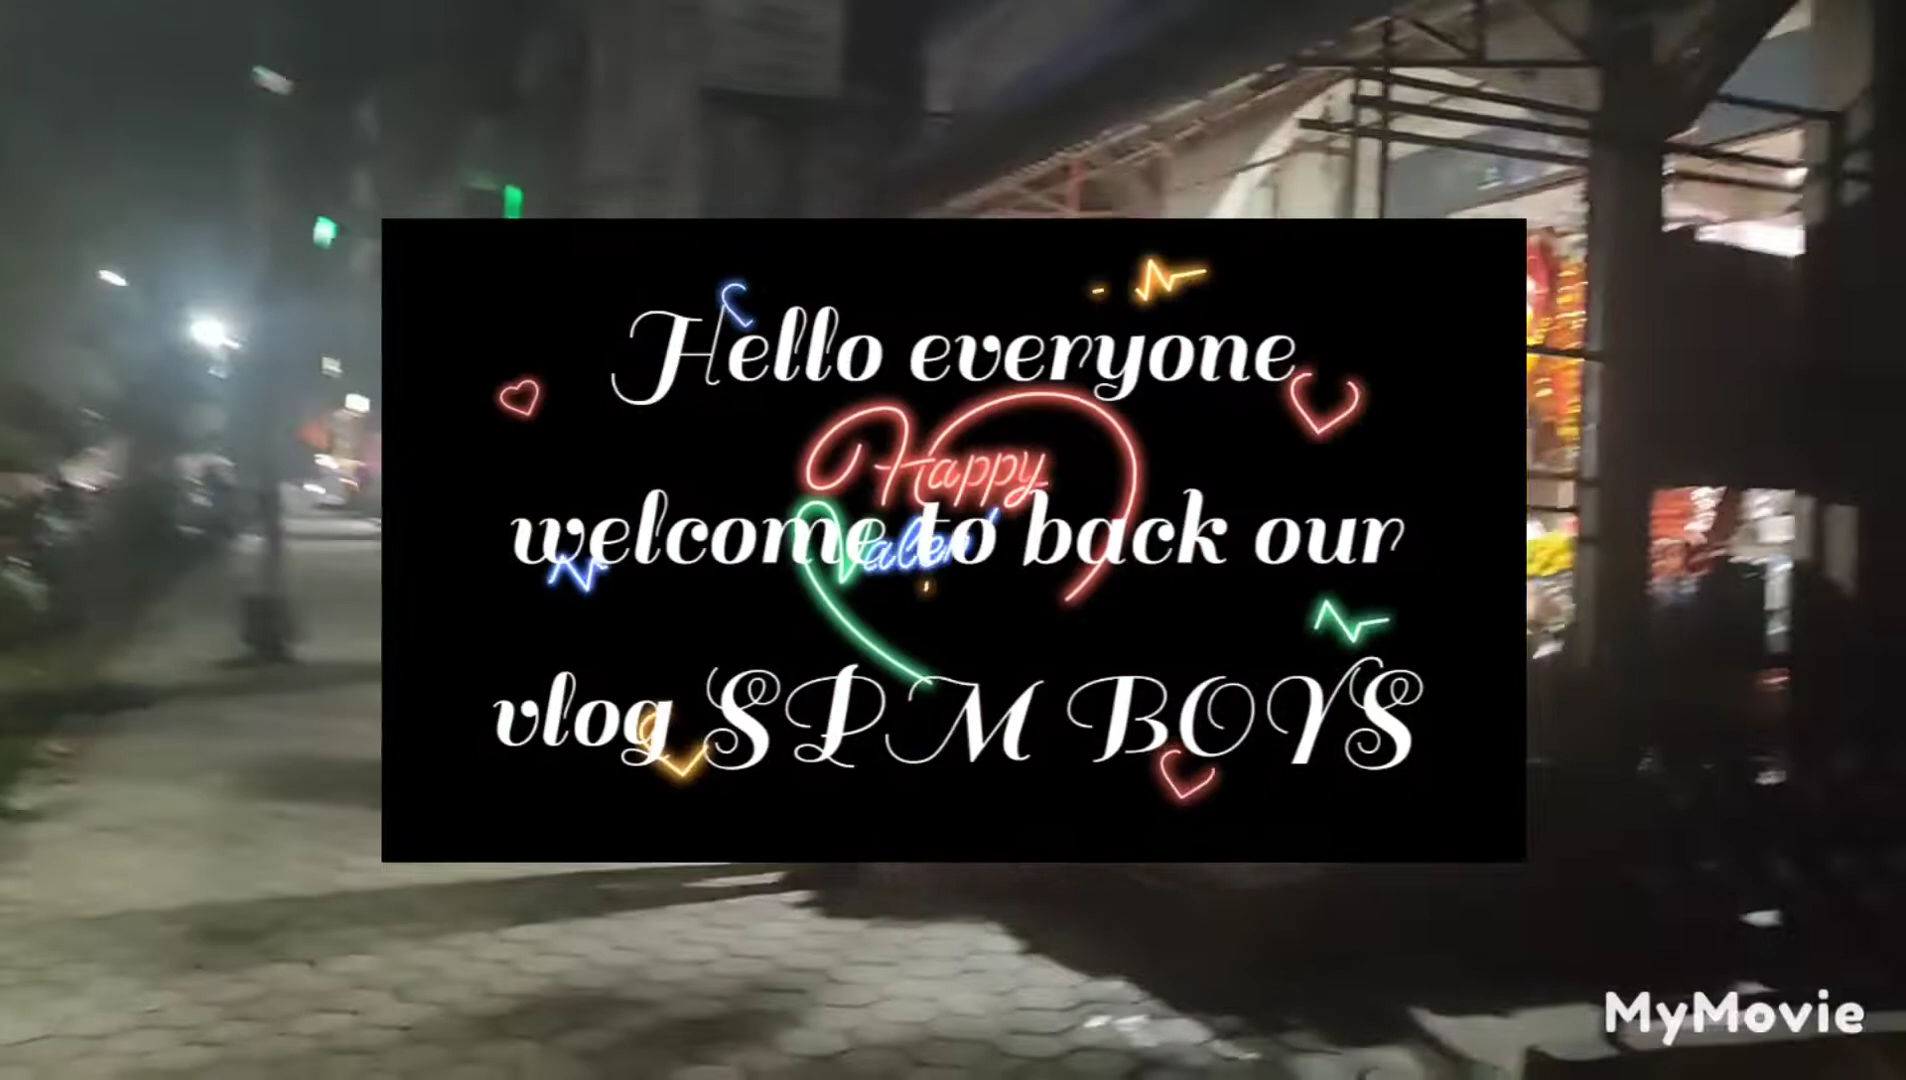 Hello everyone
Happy
welcome to back our
vlog SPM BOYS
MyMovie